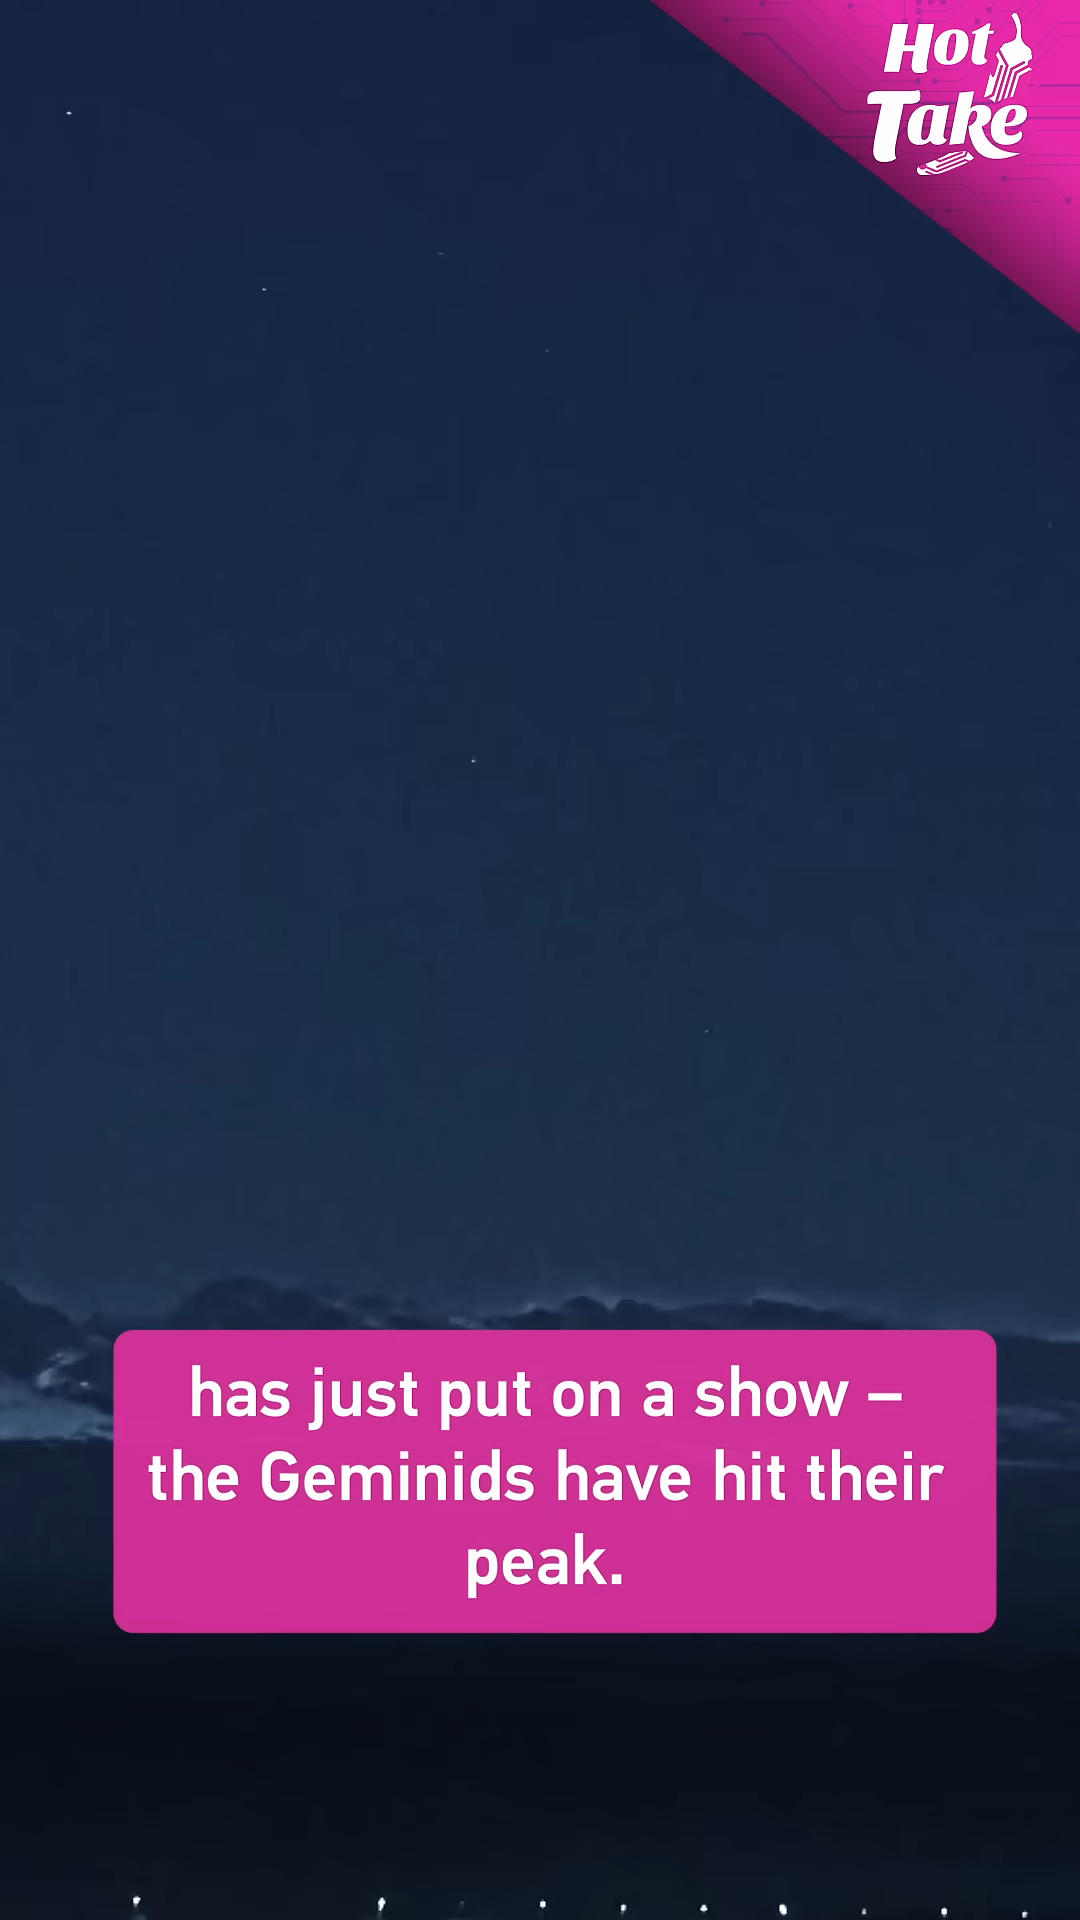 Hot
Take
has just put on a show –
the Geminids have hit their
peak.